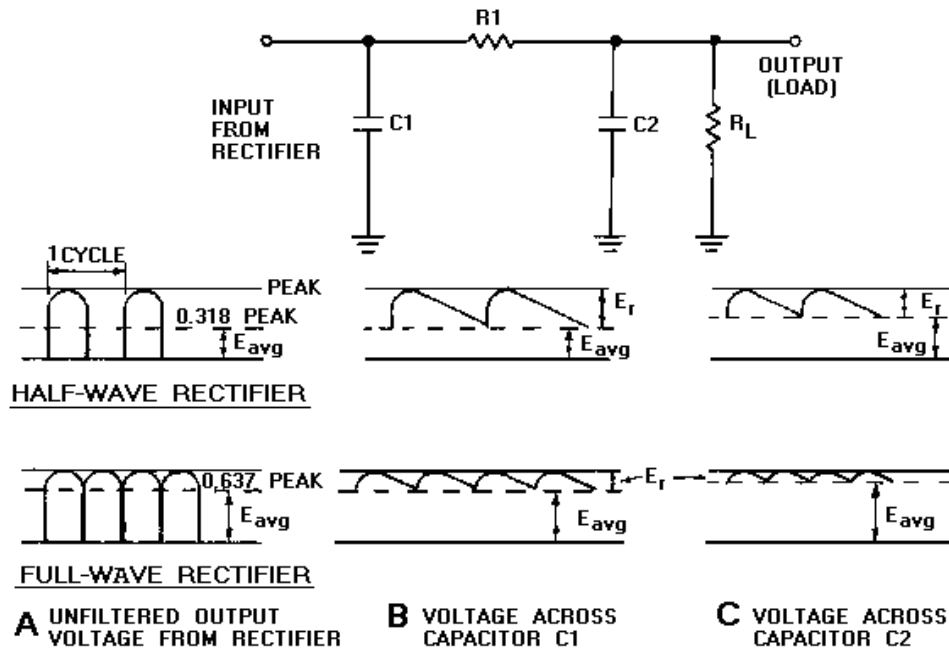 R1
OUTPUT
(LOAD)
INPUT
FROM
RECTIFIER
C1
C2
RL
1 CYCLE
PEAK
0.318 PEAK
Eavg
Er
Eavg
Er
Eavg
HALF-WAVE RECTIFIER
0.637 PEAK
Eavg
Er
Eavg
Eavg
FULL-WAVE RECTIFIER
A UNFILTERED OUTPUT
VOLTAGE FROM RECTIFIER
B VOLTAGE ACROSS
CAPACITOR C1
C VOLTAGE ACROSS
CAPACITOR C2